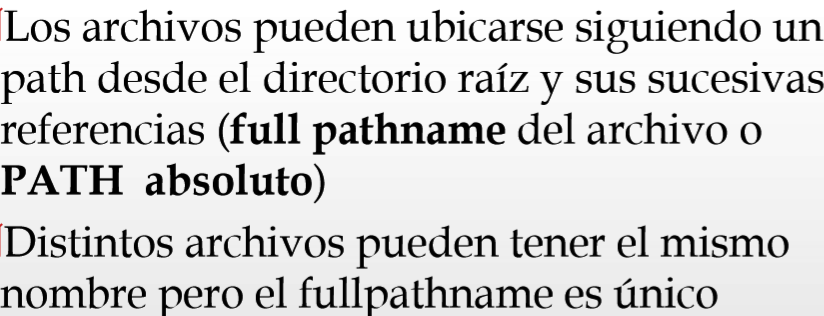 Los archivos pueden ubicarse siguiendo un
path desde el directorio raíz y sus sucesivas
referencias (full pathname del archivo o
PATH absoluto)
Distintos archivos pueden tener el mismo
nombre pero el fullpathname es único